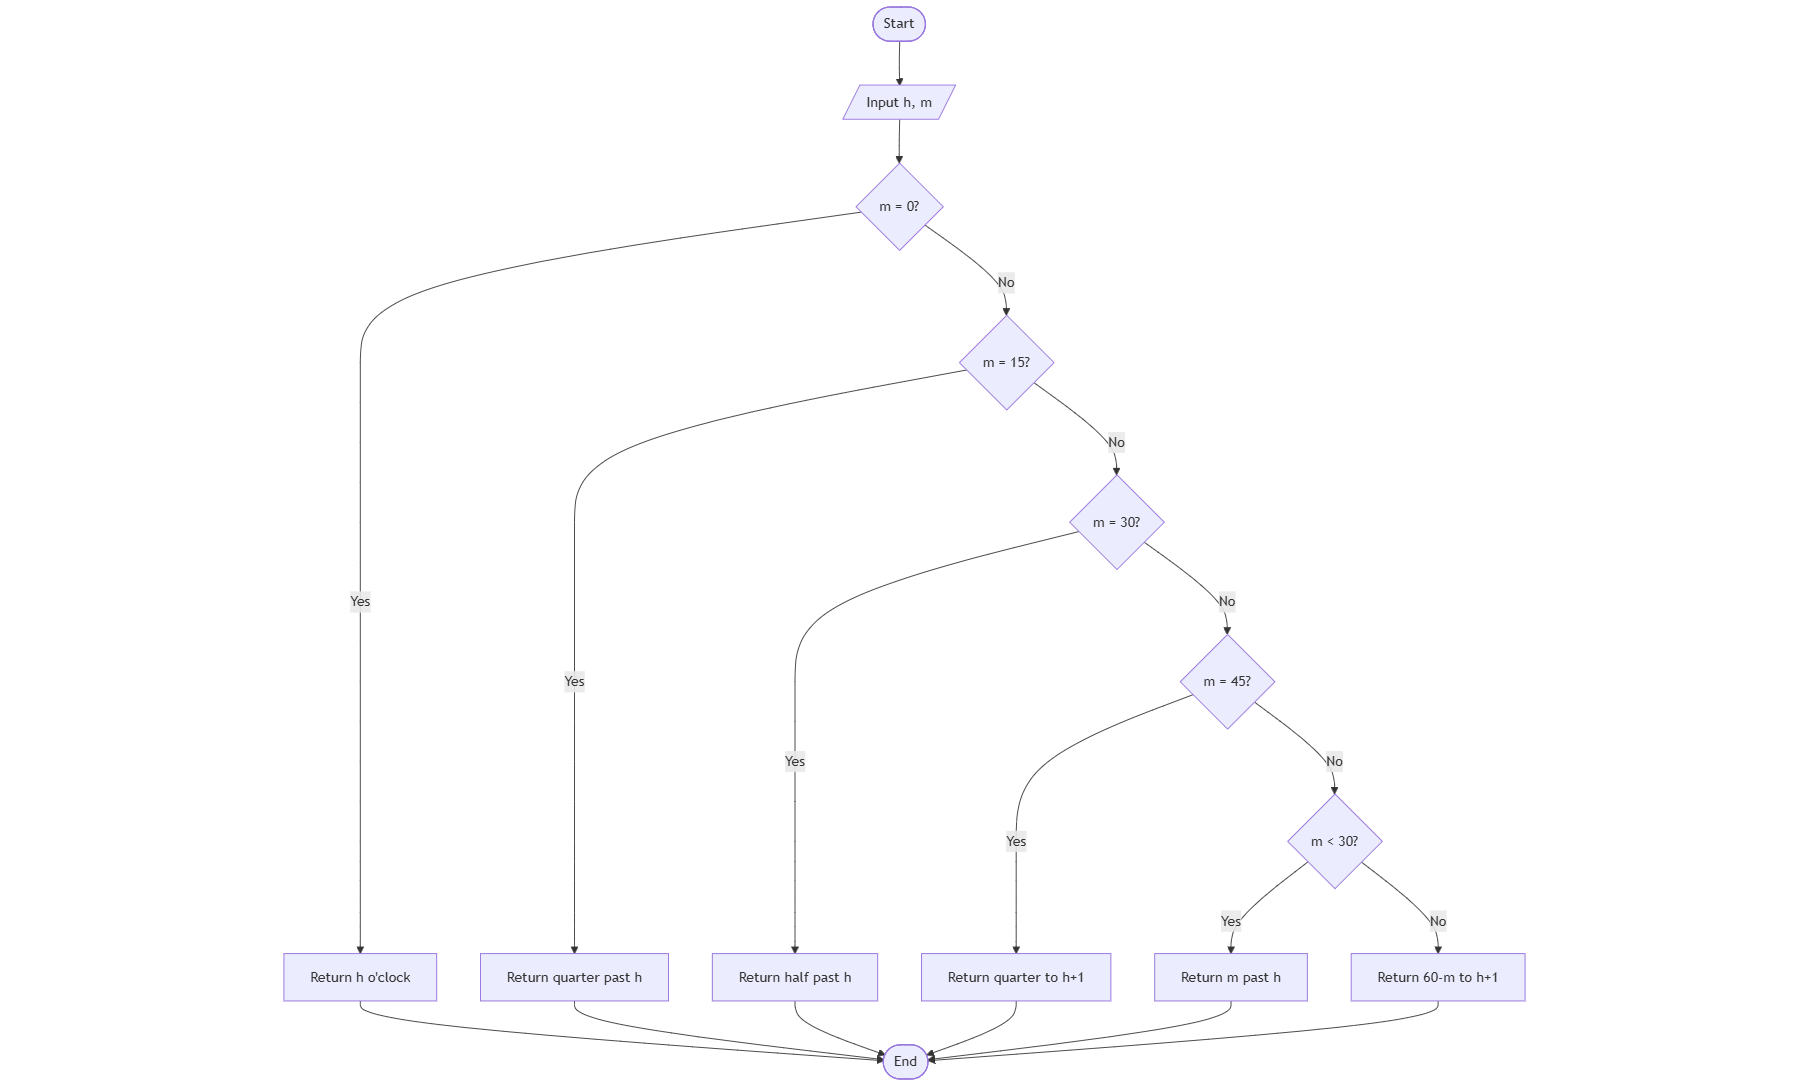 Start
Input h, m
m = 0?
No
m = 15?
No
m = 30?
Yes
No
Yes
m = 45?
Yes
No
Yes
m < 30?
Yes
No
Return h o'clock
Return quarter past h
Return half past h
Return quarter to h+1
Return m past h
Return 60-m to h+1
End